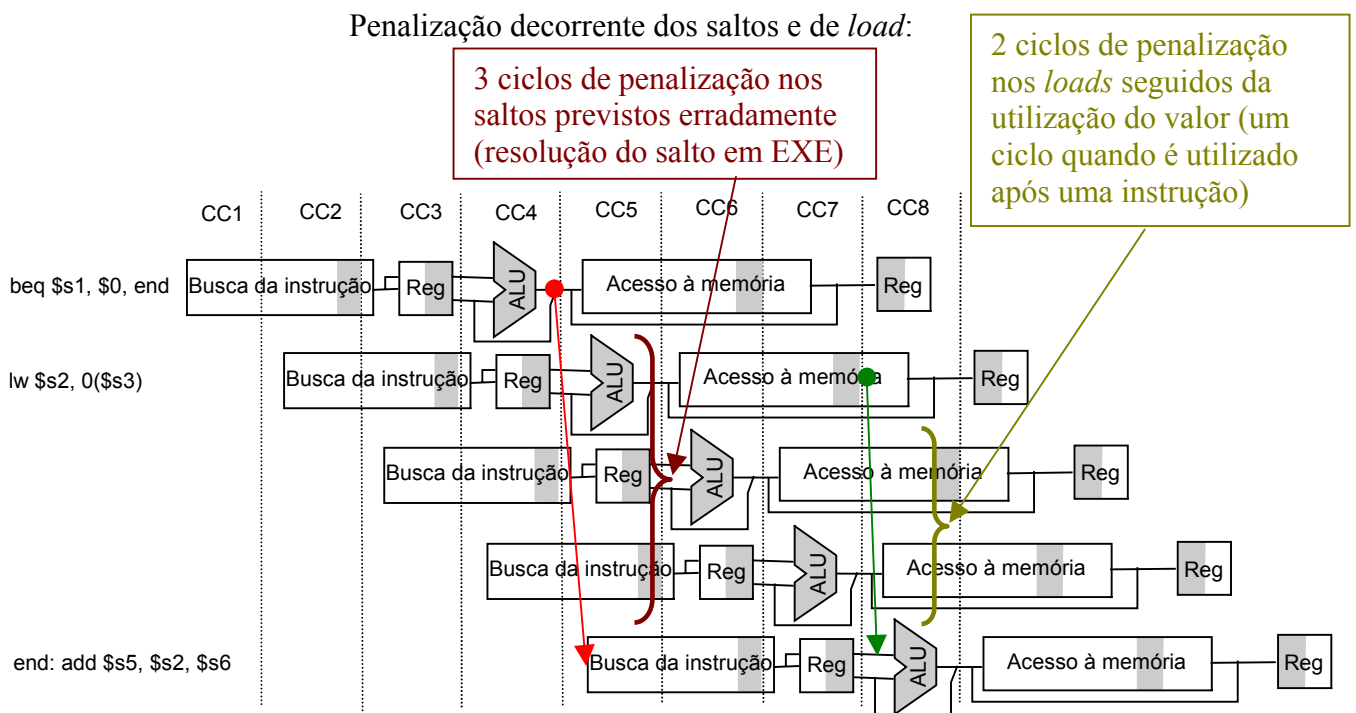 Penalização decorrente dos saltos e de load:
3 ciclos de penalização nos
saltos previstos erradamente
(resolução do salto em EXE)
2 ciclos de penalização
nos loads seguidos da
utilização do valor (um
ciclo quando é utilizado
após uma instrução)
CC1 CC2 CC3 CC4 CC5 CC6 CC7 CC8
beq $s1, $0, end Busca da instrução Reg ALU Acesso à memória Reg
lw $s2, 0($s3) Busca da instrução Reg ALU Acesso à memória Reg
Busca da instrução Reg ALU Acesso à memória Reg
Busca da instrução Reg ALU Acesso à memória Reg
end: add $s5, $s2, $s6 Busca da instrução Reg ALU Acesso à memória Reg